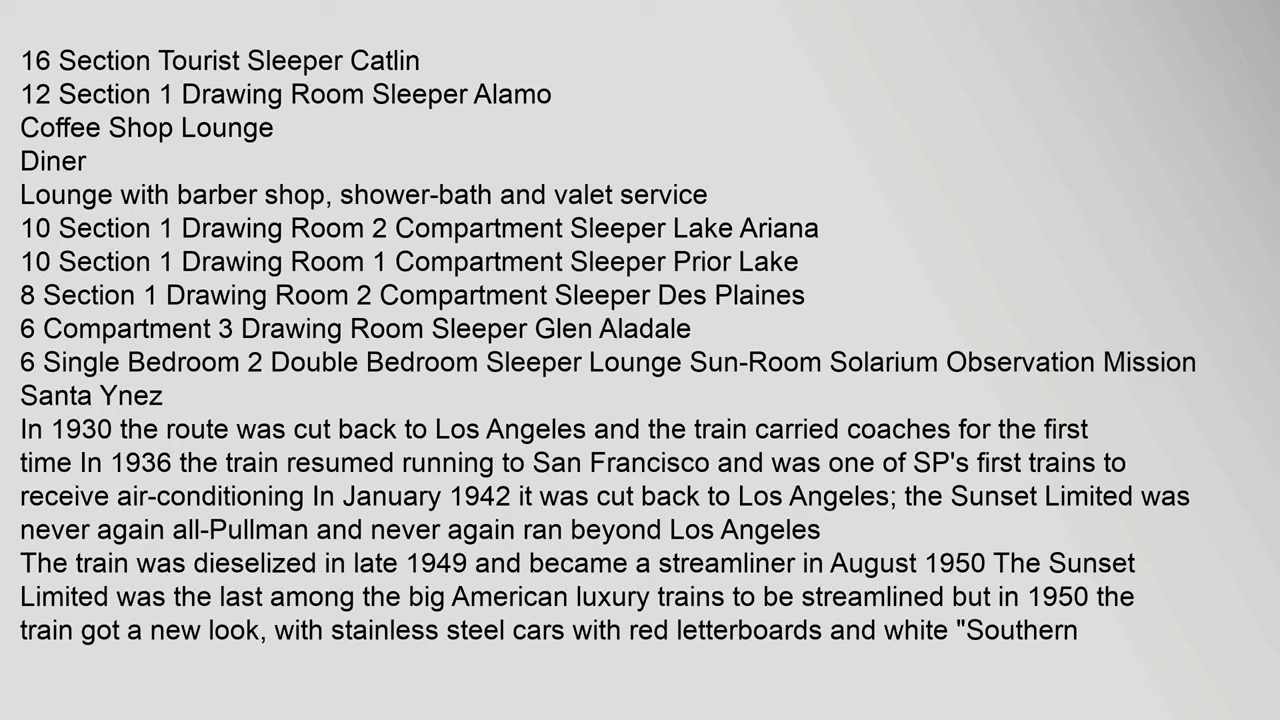 16 Section Tourist Sleeper Catlin
12 Section 1 Drawing Room Sleeper Alamo
Coffee Shop Lounge
Diner
Lounge with barber shop, shower-bath and valet service
10 Section 1 Drawing Room 2 Compartment Sleeper Lake Ariana
10 Section 1 Drawing Room 1 Compartment Sleeper Prior Lake
8 Section 1 Drawing Room 2 Compartment Sleeper Des Plaines
6 Compartment 3 Drawing Room Sleeper Glen Aladale
6 Single Bedroom 2 Double Bedroom Sleeper Lounge Sun-Room Solarium Observation Mission
Santa Ynez
In 1930 the route was cut back to Los Angeles and the train carried coaches for the first
time In 1936 the train resumed running to San Francisco and was one of SP's first trains to
receive air-conditioning In January 1942 it was cut back to Los Angeles; the Sunset Limited was
never again all-Pullman and never again ran beyond Los Angeles
The train was dieselized in late 1949 and became a streamliner in August 1950 The Sunset
Limited was the last among the big American luxury trains to be streamlined but in 1950 the
train got a new look, with stainless steel cars with red letterboards and white "Southern